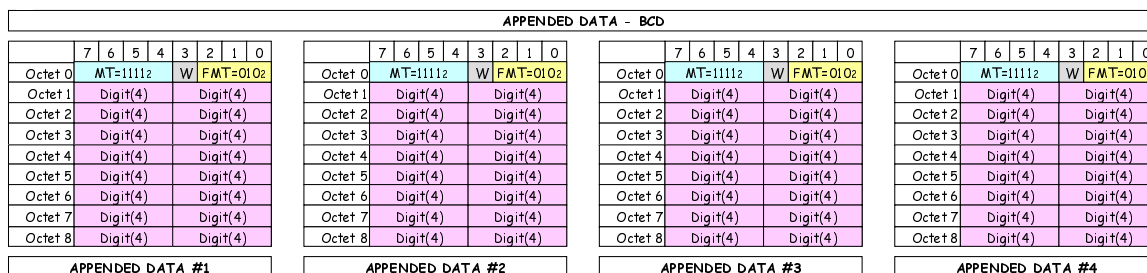 APPENDED DATA - BCD
7 6 5 4 3 2 1 0 7 6 5 4 3 2 1 0 7 6 5 4 3 2 1 0 7 6 5 4 3 2 1 0
Octet 0 MT=1111₂ W FMT=010₂ Octet 0 MT=1111₂ W FMT=010₂ Octet 0 MT=1111₂ W FMT=010₂ Octet 0 MT=1111₂ W FMT=010
Octet 1 Digit(4) Digit(4) Octet 1 Digit(4) Digit(4) Octet 1 Digit(4) Digit(4) Octet 1 Digit(4) Digit(4)
Octet 2 Digit(4) Digit(4) Octet 2 Digit(4) Digit(4) Octet 2 Digit(4) Digit(4) Octet 2 Digit(4) Digit(4)
Octet 3 Digit(4) Digit(4) Octet 3 Digit(4) Digit(4) Octet 3 Digit(4) Digit(4) Octet 3 Digit(4) Digit(4)
Octet 4 Digit(4) Digit(4) Octet 4 Digit(4) Digit(4) Octet 4 Digit(4) Digit(4) Octet 4 Digit(4) Digit(4)
Octet 5 Digit(4) Digit(4) Octet 5 Digit(4) Digit(4) Octet 5 Digit(4) Digit(4) Octet 5 Digit(4) Digit(4)
Octet 6 Digit(4) Digit(4) Octet 6 Digit(4) Digit(4) Octet 6 Digit(4) Digit(4) Octet 6 Digit(4) Digit(4)
Octet 7 Digit(4) Digit(4) Octet 7 Digit(4) Digit(4) Octet 7 Digit(4) Digit(4) Octet 7 Digit(4) Digit(4)
Octet 8 Digit(4) Digit(4) Octet 8 Digit(4) Digit(4) Octet 8 Digit(4) Digit(4) Octet 8 Digit(4) Digit(4)
APPENDED DATA #1 APPENDED DATA #2 APPENDED DATA #3 APPENDED DATA #4